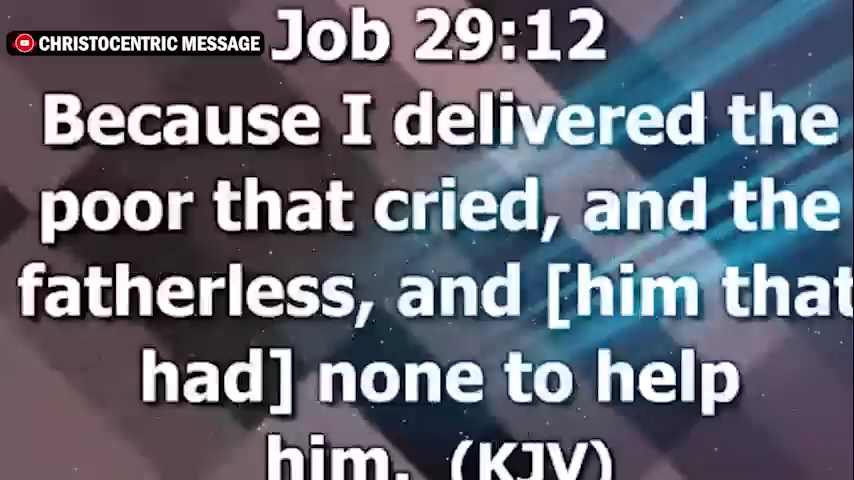 CHRISTOCENTRIC MESSAGE
Job 29:12
Because I delivered the
poor that cried, and the
fatherless, and [him that
had] none to help
him. (KJV)